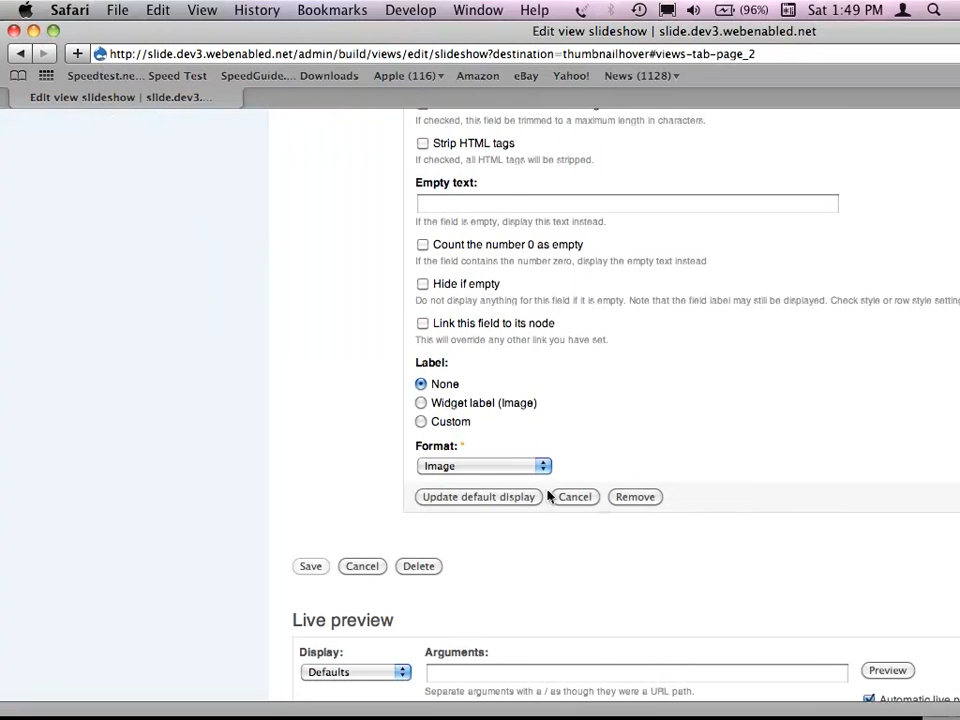 Safari File Edit View History Bookmarks Develop Window Help (96%) Sat 1:49 PM
Edit view slideshow | slide.dev3.webenabled.net
http://slide.dev3.webenabled.net/admin/build/views/edit/slideshow?destination=thumbnailhover#views-tab-page_2
Speedtest.ne... Speed Test SpeedGuide.... Downloads Apple (116) Amazon eBay Yahoo! News (1128)
Edit view slideshow | slide.dev3....
If checked, this field be trimmed to a maximum length in characters.
Strip HTML tags
If checked, all HTML tags will be stripped.
Empty text:
If the field is empty, display this text instead.
Count the number 0 as empty
If the field contains the number zero, display the empty text instead
Hide if empty
Do not display anything for this field if it is empty. Note that the field label may still be displayed. Check style or row style setting
Link this field to its node
This will override any other link you have set.
Label:
None
Widget label (Image)
Custom
Format: *
Image
Update default display Cancel Remove
Save Cancel Delete
Live preview
Display: Arguments:
Defaults Preview
Separate arguments with a / as though they were a URL path.
Automatic live p